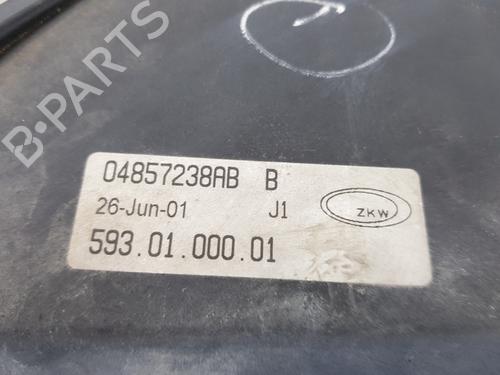 B-PARTS
04857238AB B
26-Jun-01 J1
ZKW
593.01.000.01